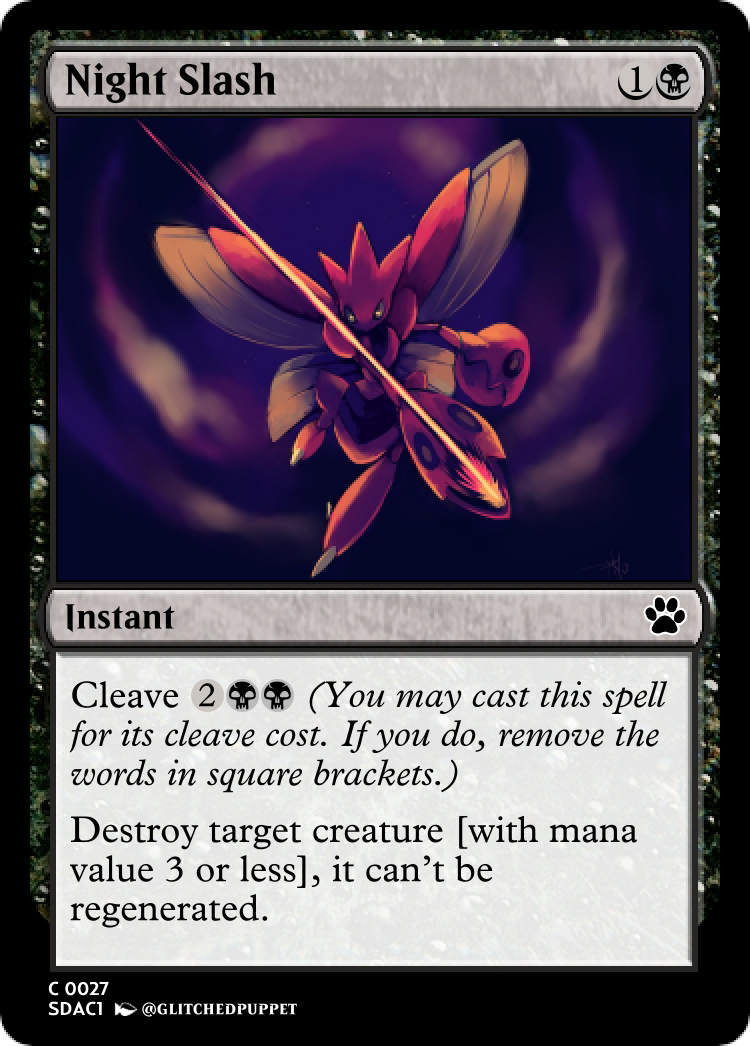 Night Slash 1
Instant
Cleave 2 (You may cast this spell
for its cleave cost. If you do, remove the
words in square brackets.)
Destroy target creature [with mana
value 3 or less], it can't be
regenerated.
C 0027
SDAC1 @GLITCHEDPUPPET